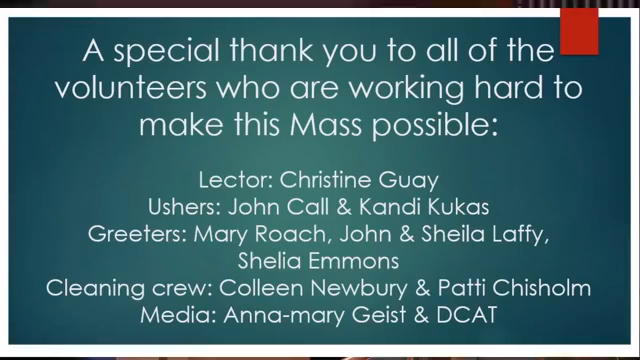 A special thank you to all of the
volunteers who are working hard to
make this Mass possible:
Lector: Christine Guay
Ushers: John Call & Kandi Kukas
Greeters: Mary Roach, John & Sheila Laffy,
Shelia Emmons
Cleaning crew: Colleen Newbury & Patti Chisholm
Media: Anna-mary Geist & DCAT